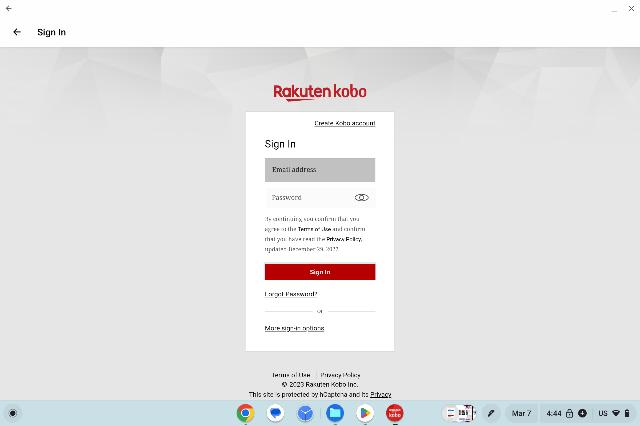 Sign In
Rakuten kobo
Create Kobo account
Sign In
Email address
Password
By continuing you confirm that you
agree to the Terms of Use and confirm
that you have read the Privacy Policy,
updated December 29, 2022.
Sign In
Forgot Password?
or
More sign-in options
Terms of Use | Privacy Policy
© 2023 Rakuten Kobo Inc.
This site is protected by hCaptcha and its Privacy
Rakuten kobo
Mar 7
4:44
US